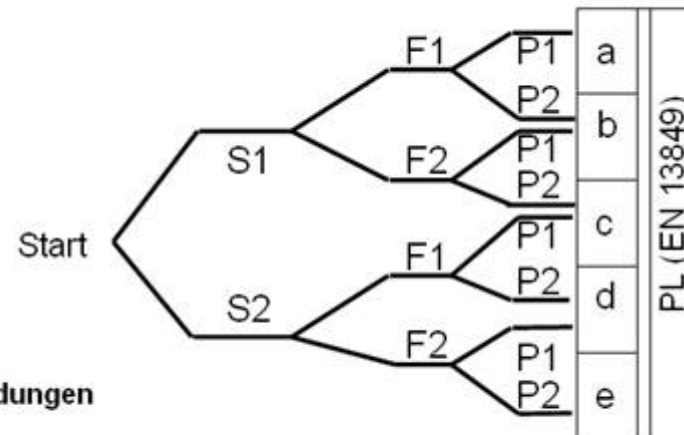 F1 P1 a
P2
S1 F2 P1 b
P2
Start F1 P1 c
S2 P2 d
F2 P1
P2 e
PL (EN 13849)